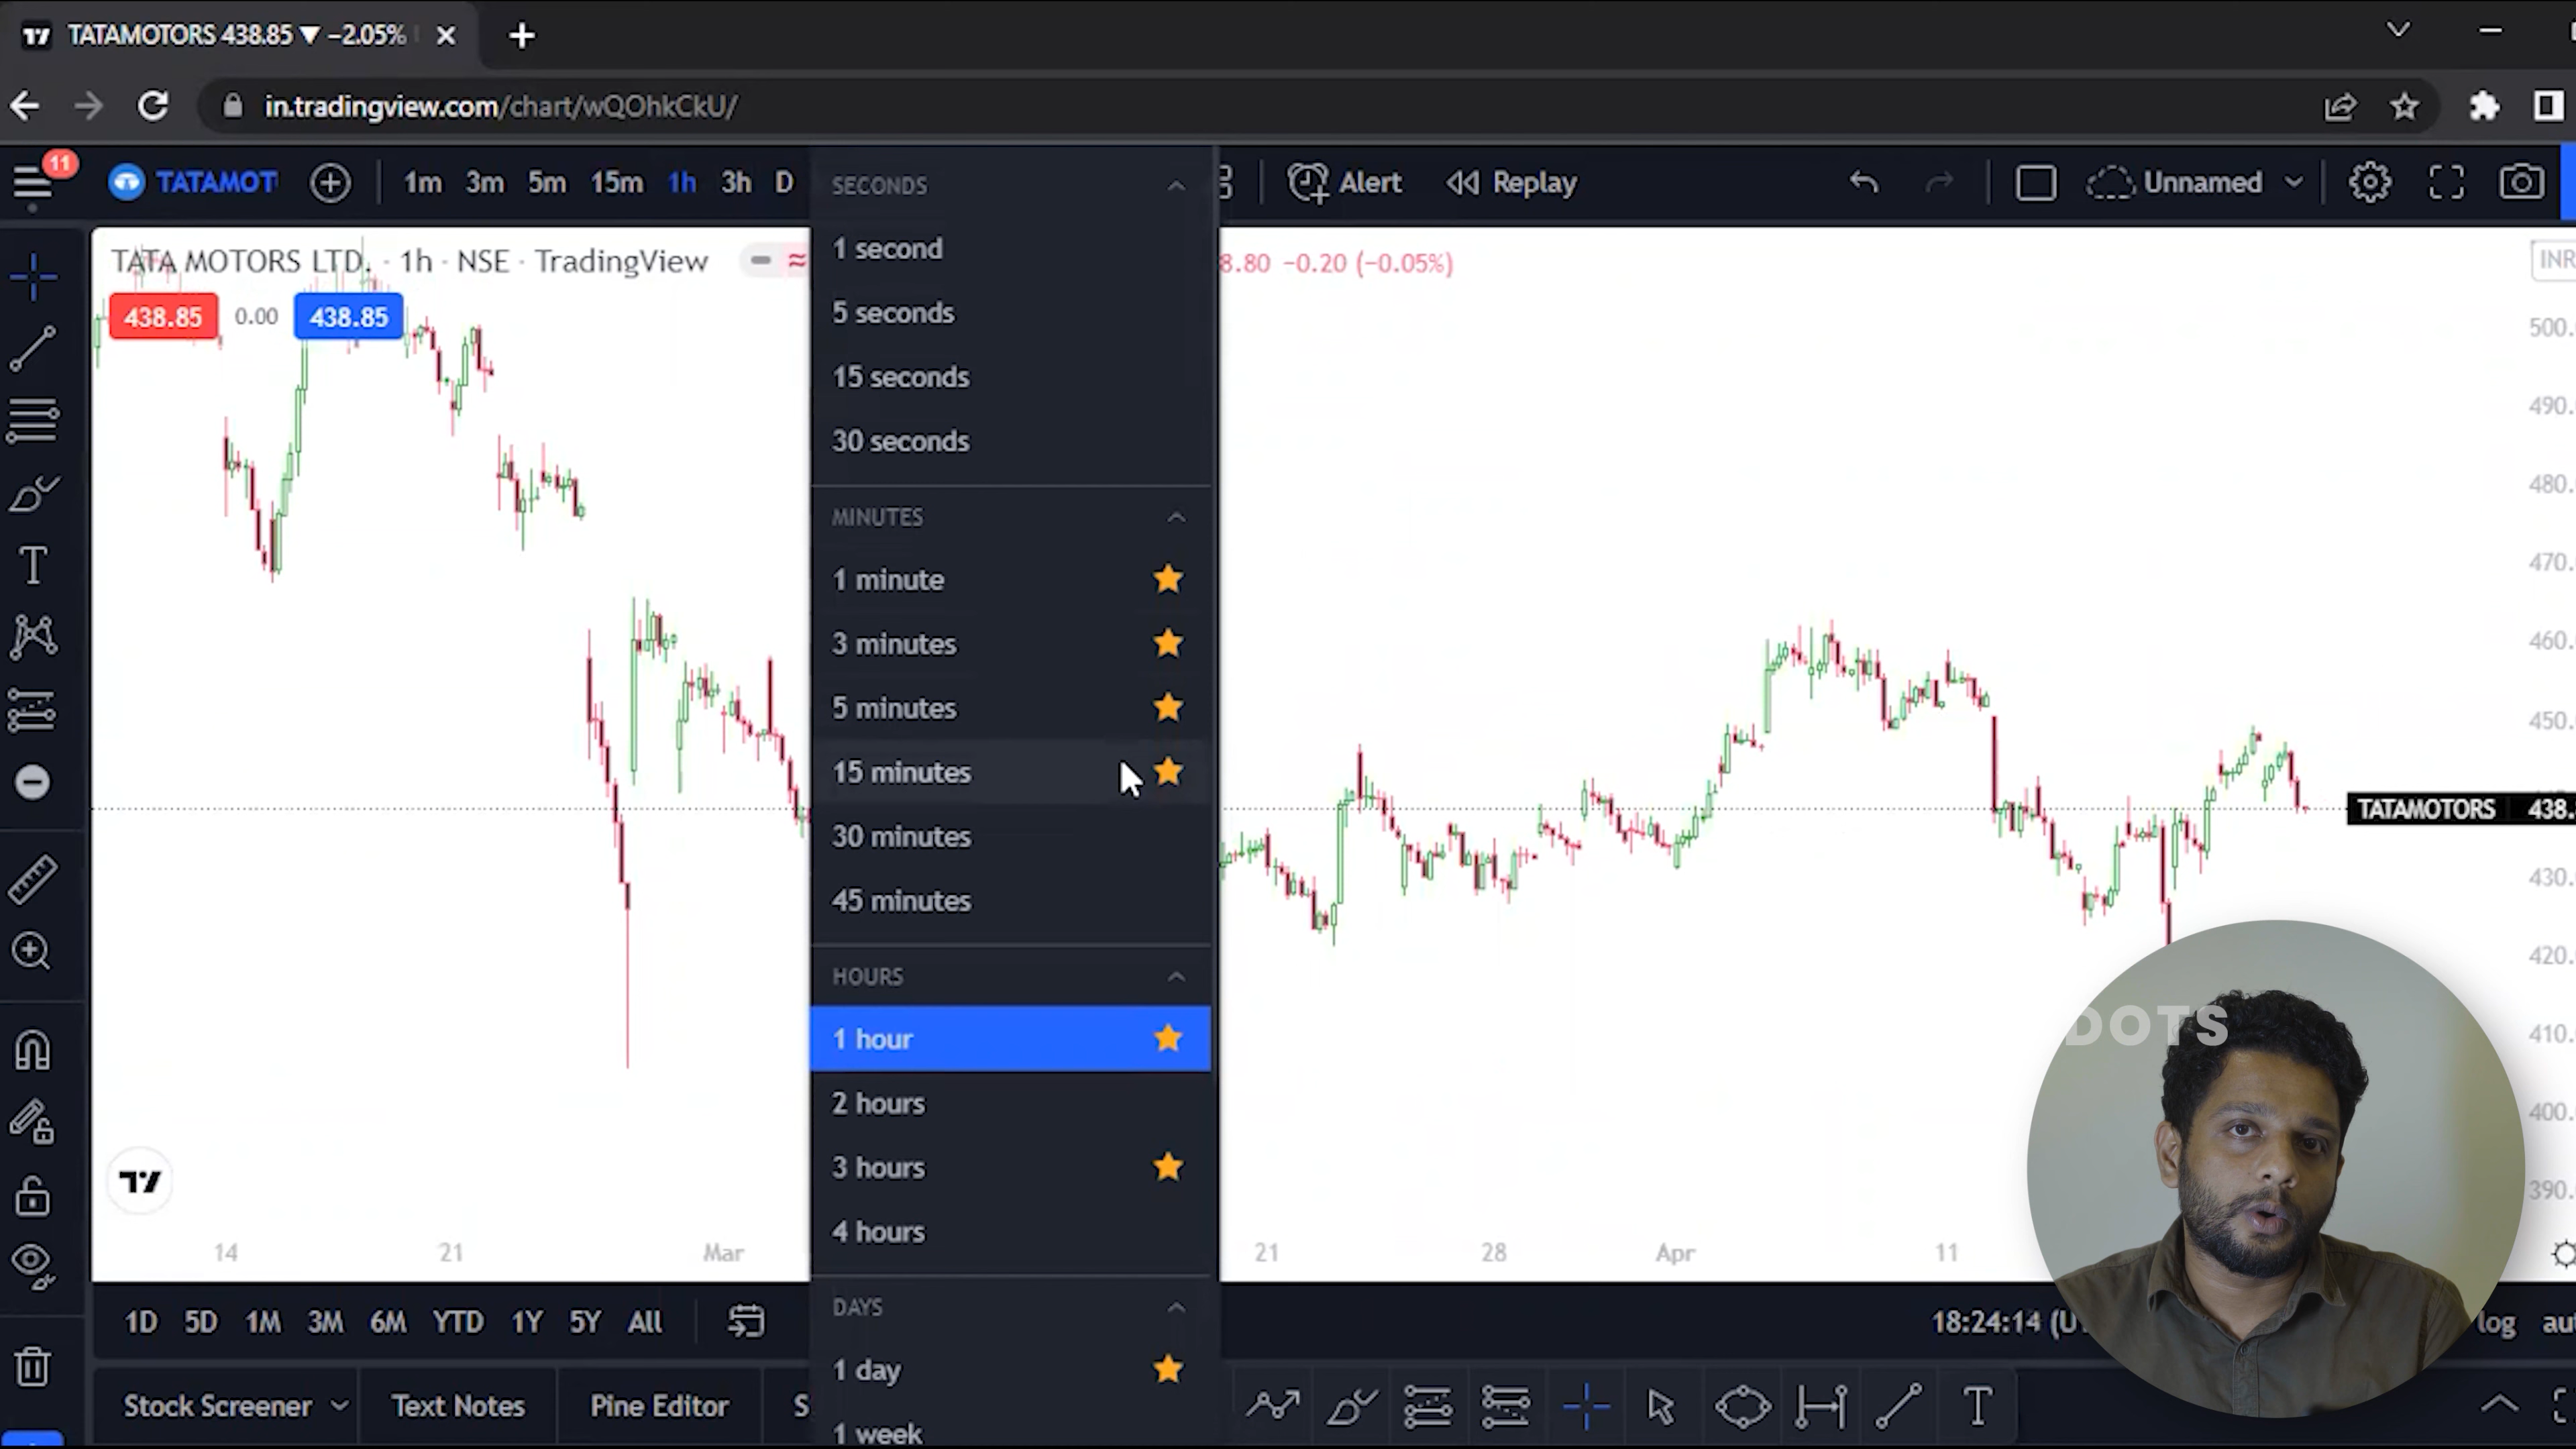 TATAMOTORS 438.85 ▼ −2.05%
in.tradingview.com/chart/wQOhkCkU/
11
TATAMOT
1m 3m 5m 15m 1h 3h D
Alert
Replay
Unnamed
TATA MOTORS LTD. · 1h · NSE · TradingView
8.80 −0.20 (−0.05%)
INR
438.85 0.00 438.85
SECONDS
1 second
5 seconds
15 seconds
30 seconds
MINUTES
1 minute
3 minutes
5 minutes
15 minutes
30 minutes
45 minutes
HOURS
1 hour
2 hours
3 hours
4 hours
DAYS
1 day
1 week
500.
490.
480.
470.
460.
450.
TATAMOTORS 438.
430.
420.
410.
400.
390.
DOTS
14 21 Mar 21 28 Apr 11
1D 5D 1M 3M 6M YTD 1Y 5Y All
18:24:14 (U
log
Stock Screener Text Notes Pine Editor S
T